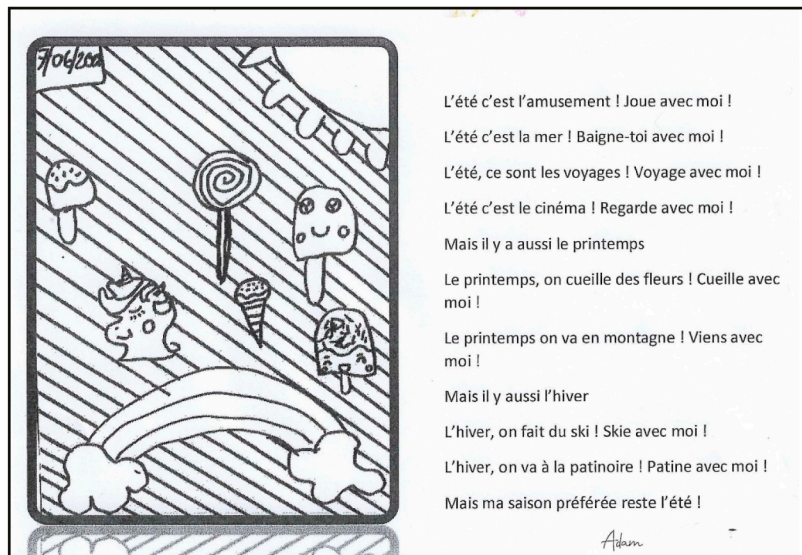 7/06/202
L'été c'est l'amusement ! Joue avec moi !
L'été c'est la mer ! Baigne-toi avec moi !
L'été, ce sont les voyages ! Voyage avec moi !
L'été c'est le cinéma ! Regarde avec moi !
Mais il y a aussi le printemps
Le printemps, on cueille des fleurs ! Cueille avec
moi !
Le printemps on va en montagne ! Viens avec
moi !
Mais il y aussi l'hiver
L'hiver, on fait du ski ! Skie avec moi !
L'hiver, on va à la patinoire ! Patine avec moi !
Mais ma saison préférée reste l'été !
Adam